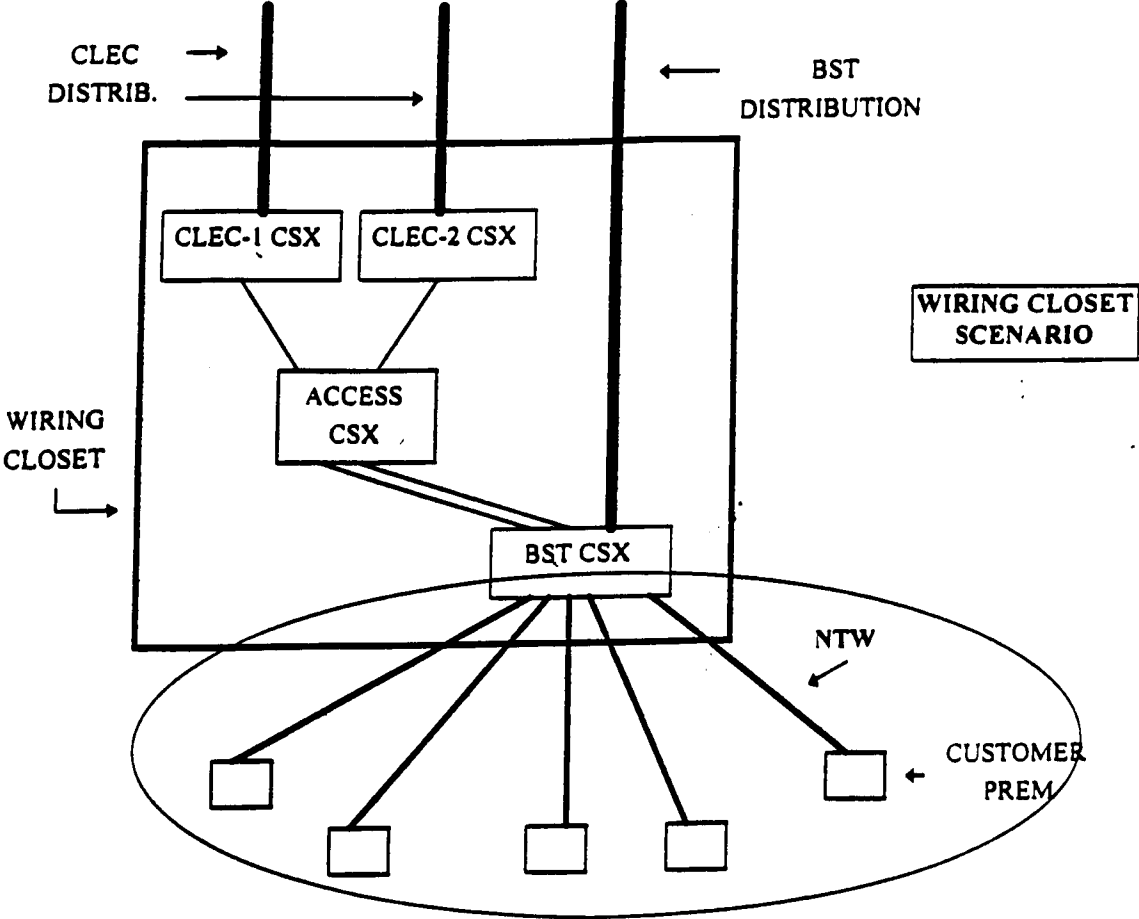 CLEC
DISTRIB.
BST
DISTRIBUTION
CLEC-1 CSX
CLEC-2 CSX
WIRING CLOSET
SCENARIO
ACCESS
CSX
WIRING
CLOSET
BST CSX
NTW
CUSTOMER
PREM